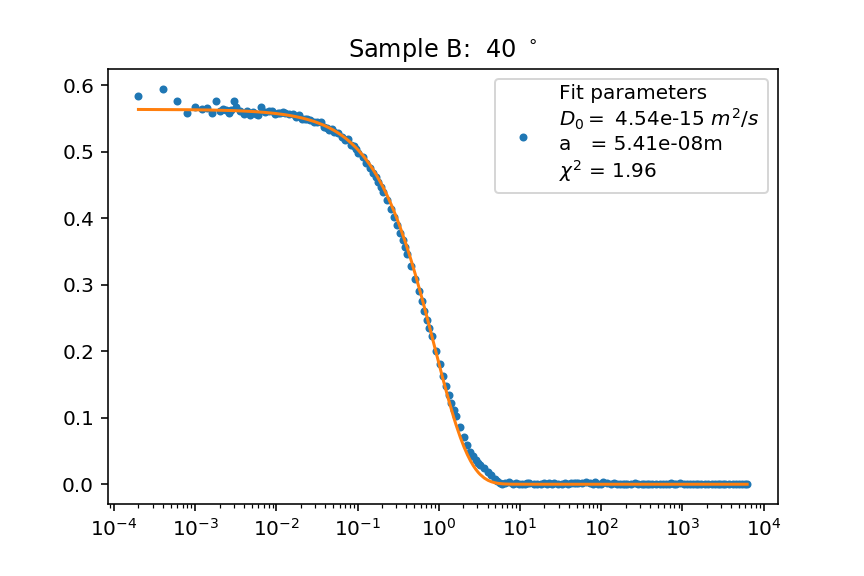 Sample B: 40 °
Fit parameters
D₀ = 4.54e-15 m²/s
a = 5.41e-08m
χ² = 1.96
0.6
0.5
0.4
0.3
0.2
0.1
0.0
10⁻⁴ 10⁻³ 10⁻² 10⁻¹ 10⁰ 10¹ 10² 10³ 10⁴